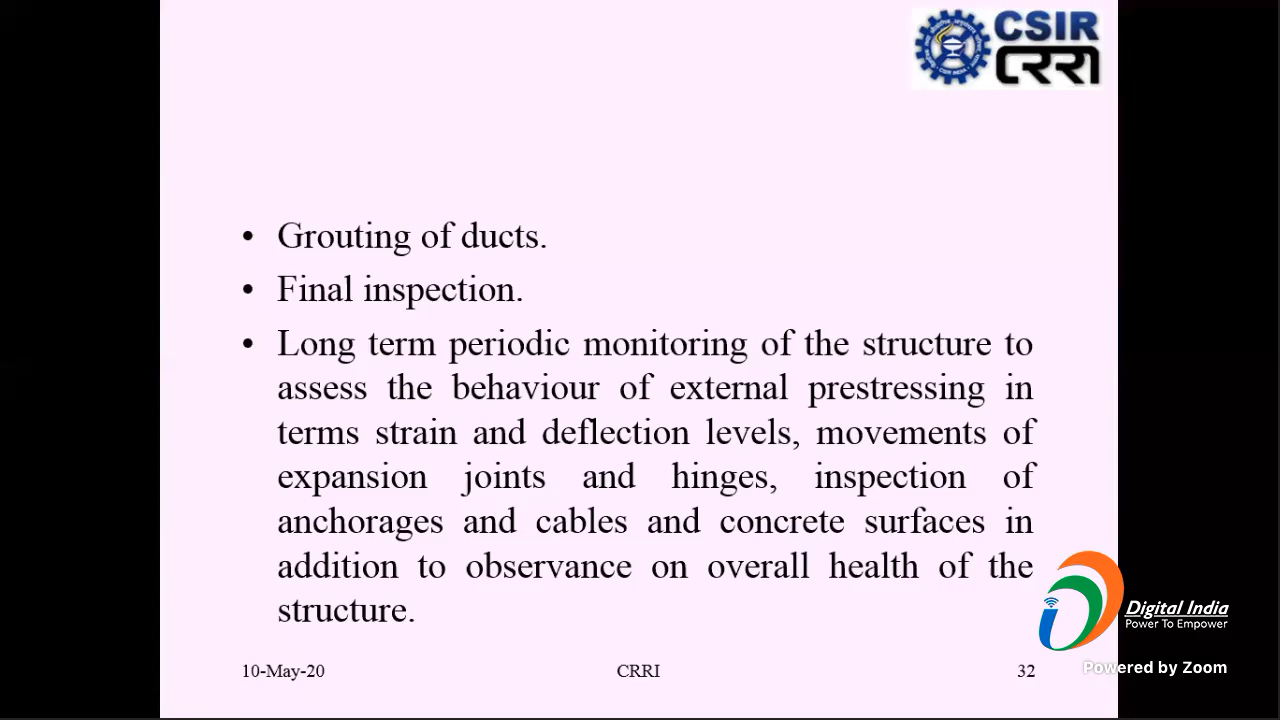 CSIR
CRRI
• Grouting of ducts.
• Final inspection.
• Long term periodic monitoring of the structure to
assess the behaviour of external prestressing in
terms strain and deflection levels, movements of
expansion joints and hinges, inspection of
anchorages and cables and concrete surfaces in
addition to observance on overall health of the
structure.
Digital India
Power To Empower
10-May-20 CRRI 32
Powered by Zoom